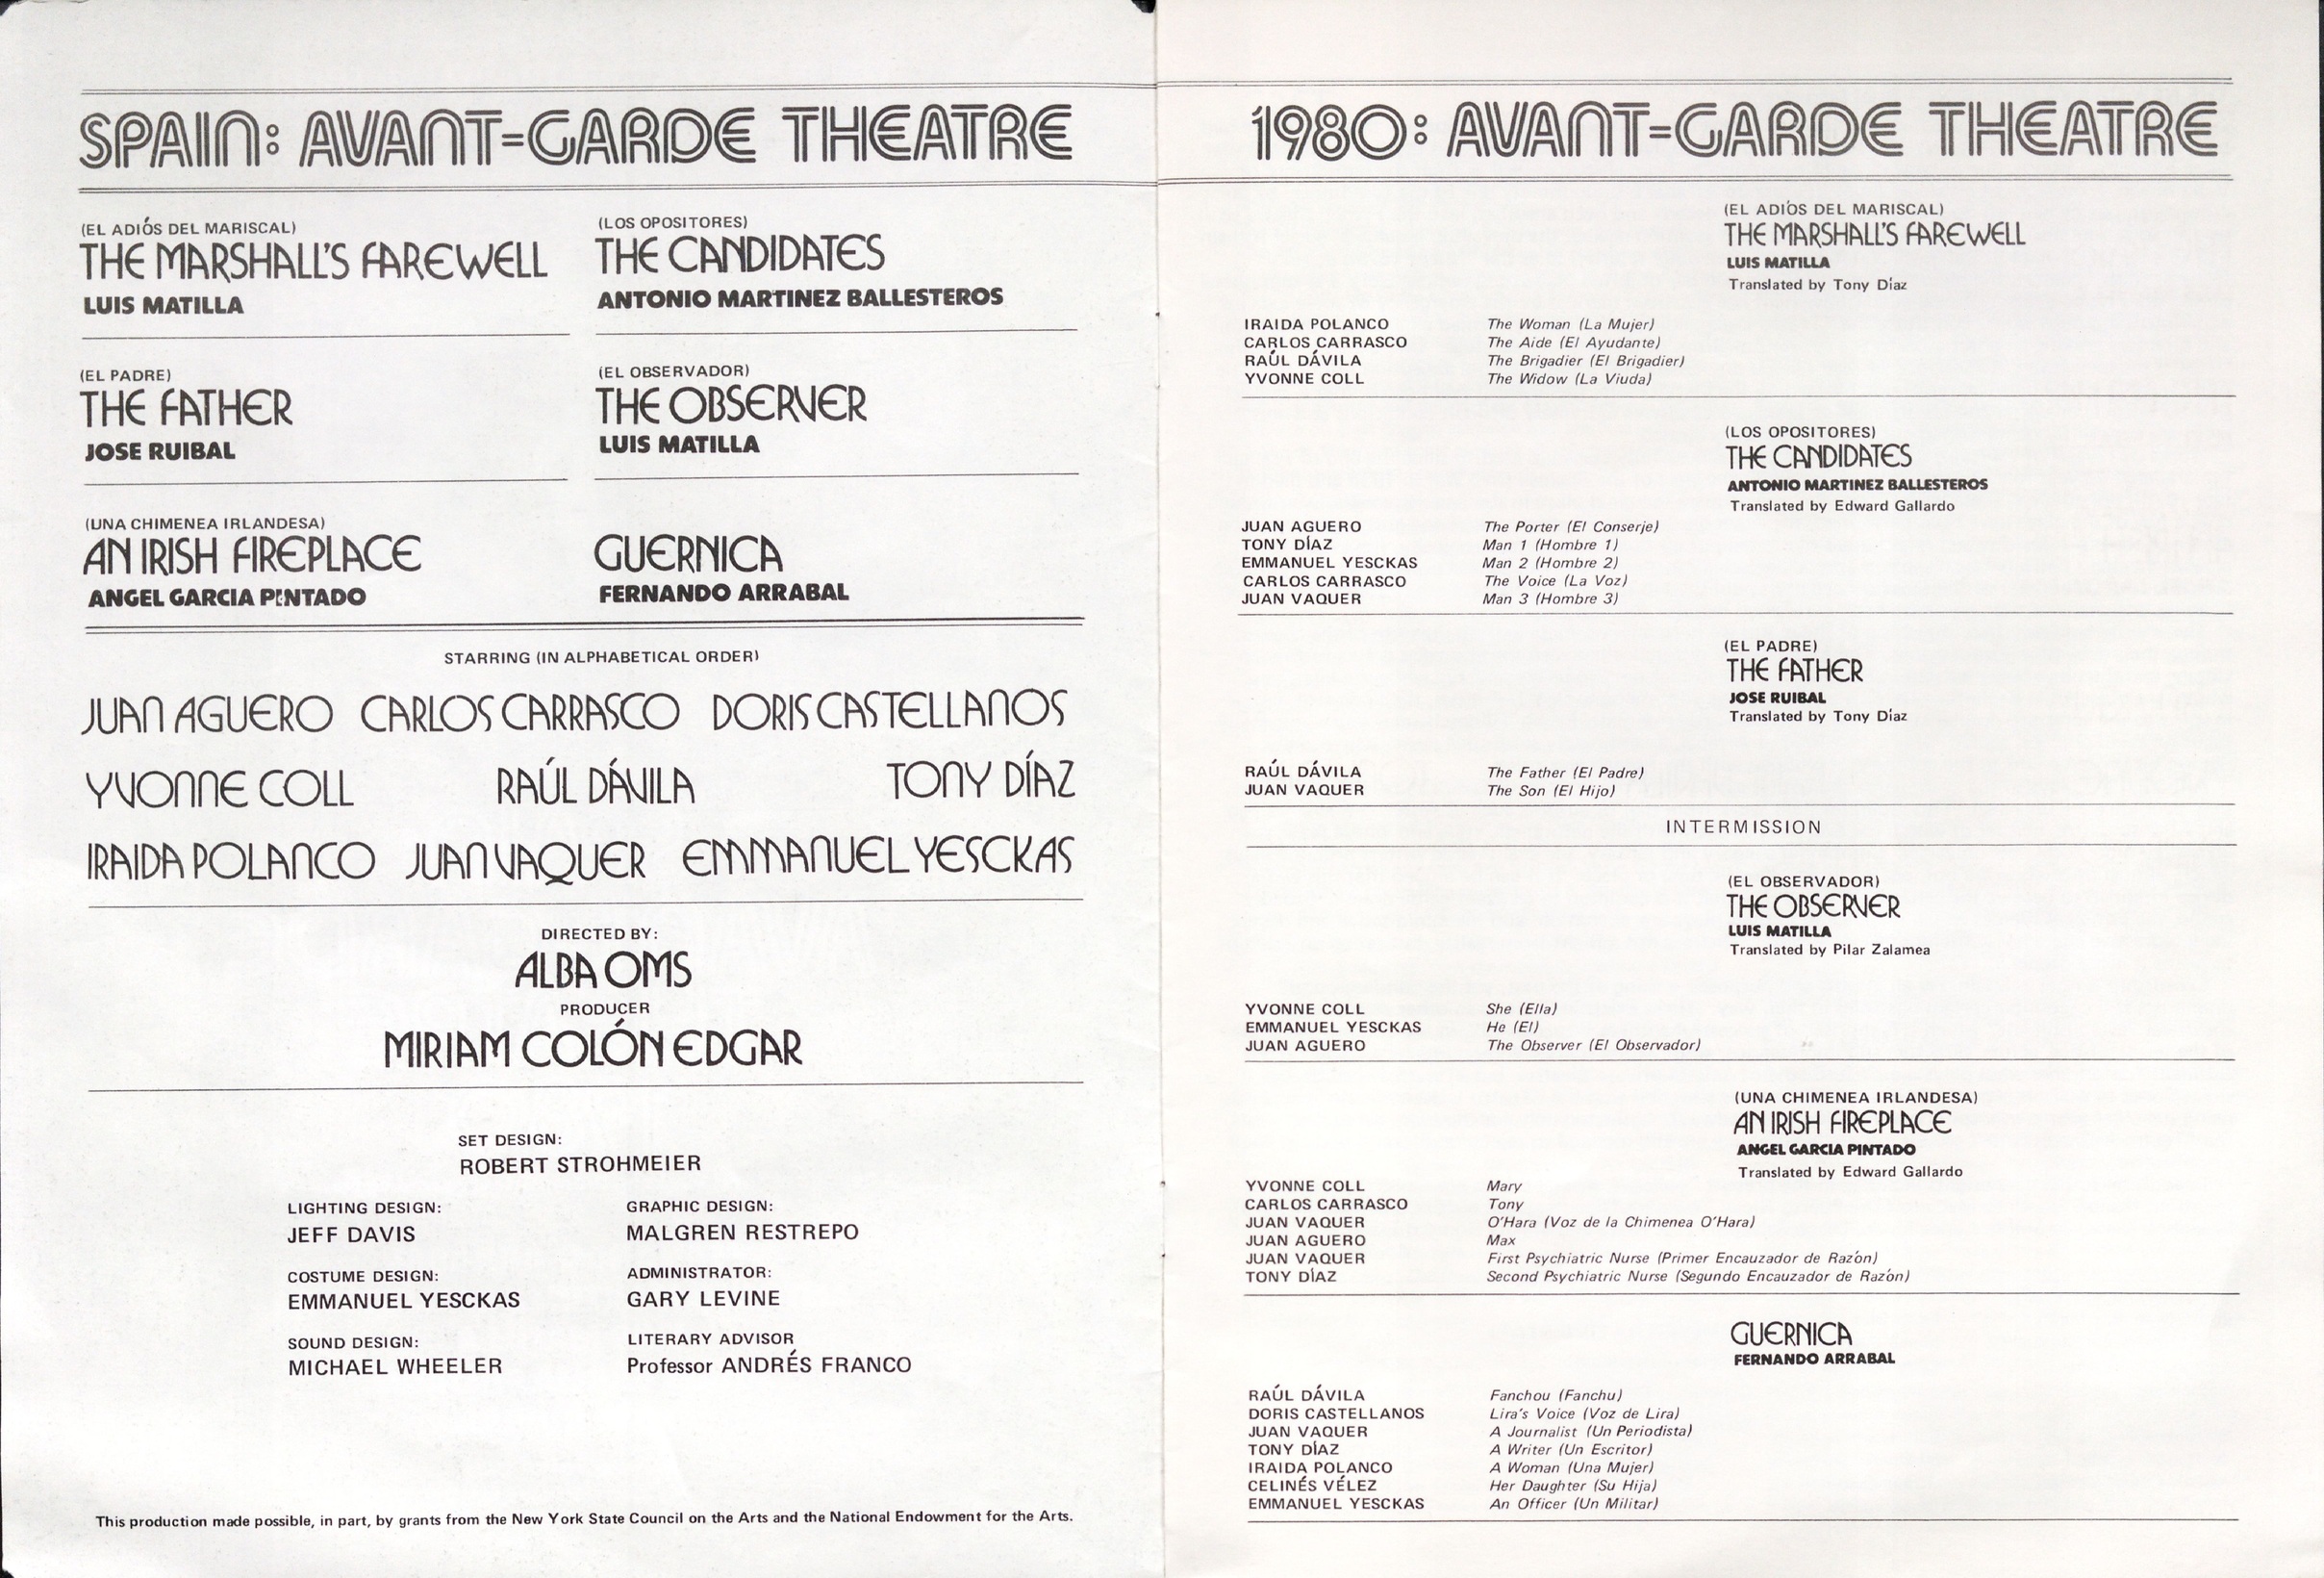 SPAIN: AVANT-GARDE THEATRE
(EL ADIÓS DEL MARISCAL)
THE MARSHALL'S FAREWELL
LUIS MATILLA
(LOS OPOSITORES)
THE CANDIDATES
ANTONIO MARTINEZ BALLESTEROS
(EL PADRE)
THE FATHER
JOSE RUIBAL
(EL OBSERVADOR)
THE OBSERVER
LUIS MATILLA
(UNA CHIMENEA IRLANDESA)
AN IRISH FIREPLACE
ANGEL GARCIA PINTADO
GUERNICA
FERNANDO ARRABAL
STARRING (IN ALPHABETICAL ORDER)
JUAN AGUERO CARLOS CARRASCO DORIS CASTELLANOS
YVONNE COLL RAÚL DÁVILA TONY DÍAZ
IRAIDA POLANCO JUAN VAQUER EMMANUEL YESCKAS
DIRECTED BY:
ALBA OMS
PRODUCER
MIRIAM COLÓN EDGAR
SET DESIGN:
ROBERT STROHMEIER
LIGHTING DESIGN:
JEFF DAVIS
COSTUME DESIGN:
EMMANUEL YESCKAS
SOUND DESIGN:
MICHAEL WHEELER
GRAPHIC DESIGN:
MALGREN RESTREPO
ADMINISTRATOR:
GARY LEVINE
LITERARY ADVISOR
Professor ANDRÉS FRANCO
This production made possible, in part, by grants from the New York State Council on the Arts and the National Endowment for the Arts.
1980: AVANT-GARDE THEATRE
(EL ADIÓS DEL MARISCAL)
THE MARSHALL'S FAREWELL
LUIS MATILLA
Translated by Tony Díaz
IRAIDA POLANCO The Woman (La Mujer)
CARLOS CARRASCO The Aide (El Ayudante)
RAÚL DÁVILA The Brigadier (El Brigadier)
YVONNE COLL The Widow (La Viuda)
(LOS OPOSITORES)
THE CANDIDATES
ANTONIO MARTINEZ BALLESTEROS
Translated by Edward Gallardo
JUAN AGUERO The Porter (El Conserje)
TONY DÍAZ Man 1 (Hombre 1)
EMMANUEL YESCKAS Man 2 (Hombre 2)
CARLOS CARRASCO The Voice (La Voz)
JUAN VAQUER Man 3 (Hombre 3)
(EL PADRE)
THE FATHER
JOSE RUIBAL
Translated by Tony Díaz
RAÚL DÁVILA The Father (El Padre)
JUAN VAQUER The Son (El Hijo)
INTERMISSION
(EL OBSERVADOR)
THE OBSERVER
LUIS MATILLA
Translated by Pilar Zalamea
YVONNE COLL She (Ella)
EMMANUEL YESCKAS He (El)
JUAN AGUERO The Observer (El Observador)
(UNA CHIMENEA IRLANDESA)
AN IRISH FIREPLACE
ANGEL GARCIA PINTADO
Translated by Edward Gallardo
YVONNE COLL Mary
CARLOS CARRASCO Tony
JUAN VAQUER O'Hara (Voz de la Chimenea O'Hara)
JUAN AGUERO Max
JUAN VAQUER First Psychiatric Nurse (Primer Encauzador de Razón)
TONY DÍAZ Second Psychiatric Nurse (Segundo Encauzador de Razón)
GUERNICA
FERNANDO ARRABAL
RAÚL DÁVILA Fanchou (Fanchu)
DORIS CASTELLANOS Lira's Voice (Voz de Lira)
JUAN VAQUER A Journalist (Un Periodista)
TONY DÍAZ A Writer (Un Escritor)
IRAIDA POLANCO A Woman (Una Mujer)
CELINÉS VÉLEZ Her Daughter (Su Hija)
EMMANUEL YESCKAS An Officer (Un Militar)